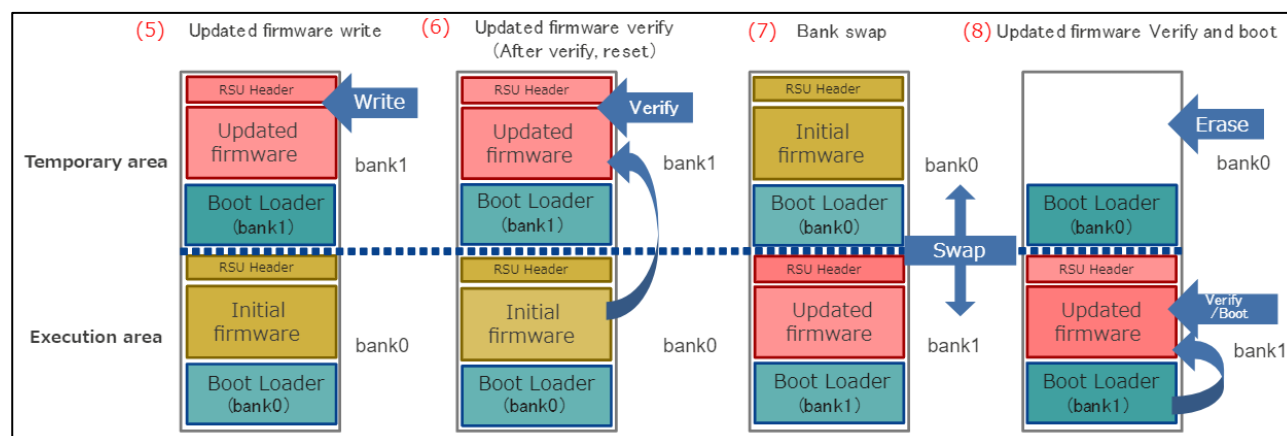 (5) Updated firmware write
(6) Updated firmware verify
(After verify, reset)
(7) Bank swap
(8) Updated firmware Verify and boot
Temporary area
Execution area
RSU Header
Write
Updated
firmware
bank1
Boot Loader
(bank1)
RSU Header
Initial
firmware
bank0
Boot Loader
(bank0)
RSU Header
Verify
Updated
firmware
bank1
Boot Loader
(bank1)
RSU Header
Initial
firmware
bank0
Boot Loader
(bank0)
RSU Header
Initial
firmware
bank0
Boot Loader
(bank0)
Swap
RSU Header
Updated
firmware
bank1
Boot Loader
(bank1)
Erase
bank0
Boot Loader
(bank0)
RSU Header
Updated
firmware
Verify
/Boot
bank1
Boot Loader
(bank1)